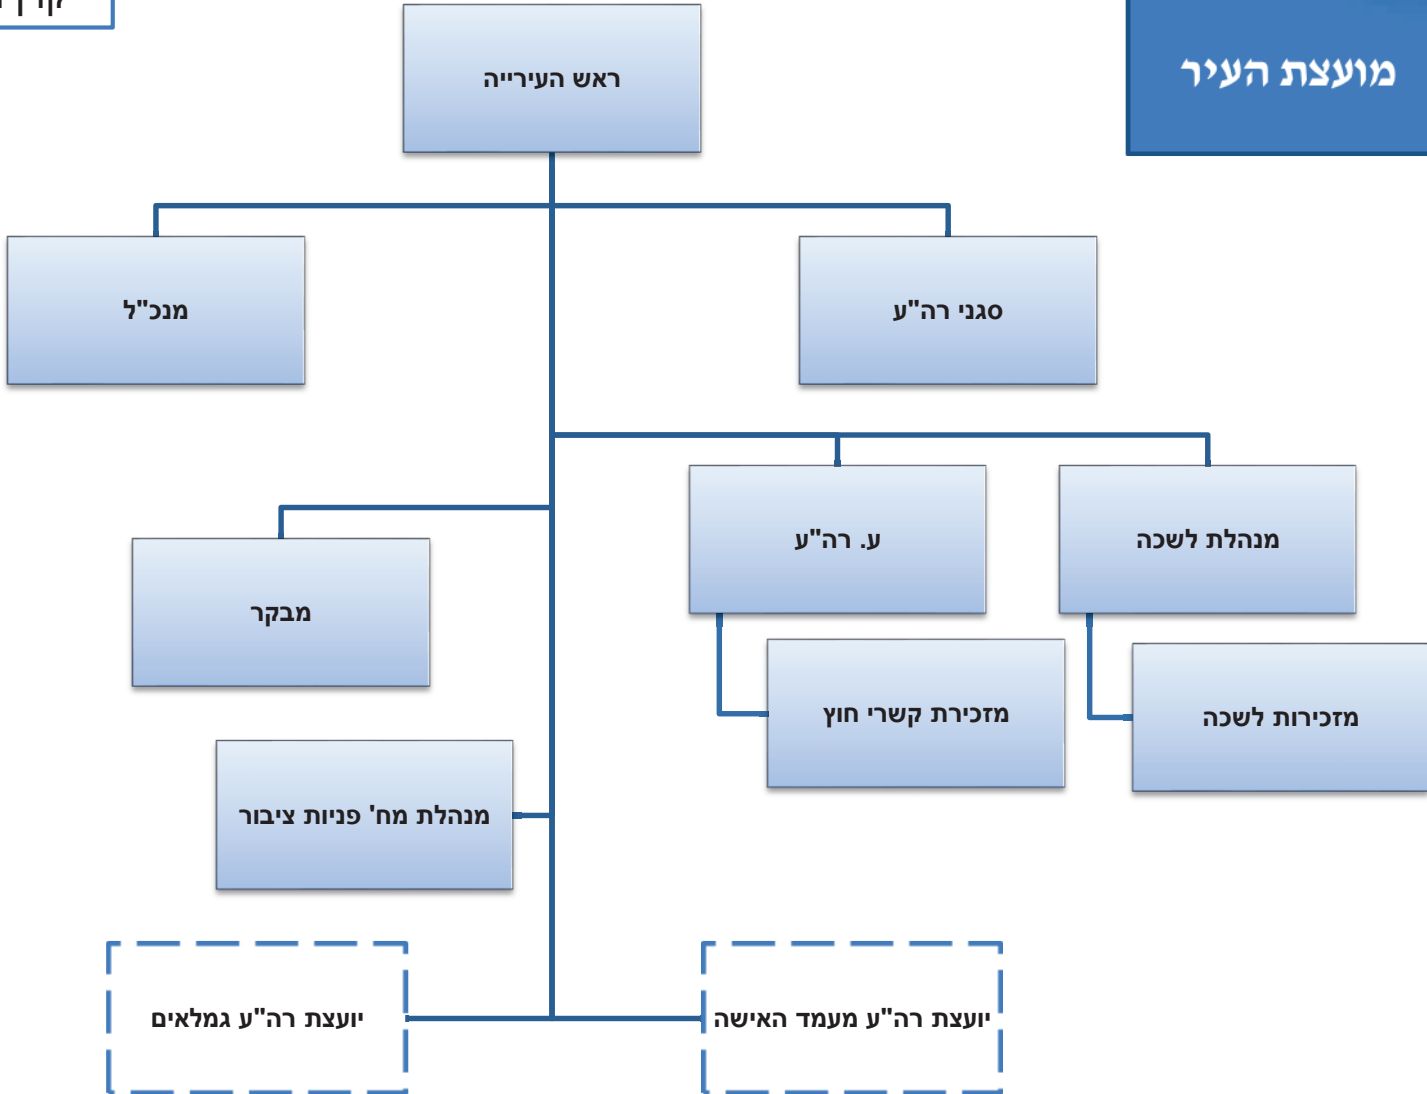 מועצת העיר
ראש העירייה
סגני רה"ע
מנכ"ל
מנהלת לשכה
ע. רה"ע
מבקר
מזכירות לשכה
מזכירת קשרי חוץ
מנהלת מח' פניות ציבור
יועצת רה"ע מעמד האישה
יועצת רה"ע גמלאים